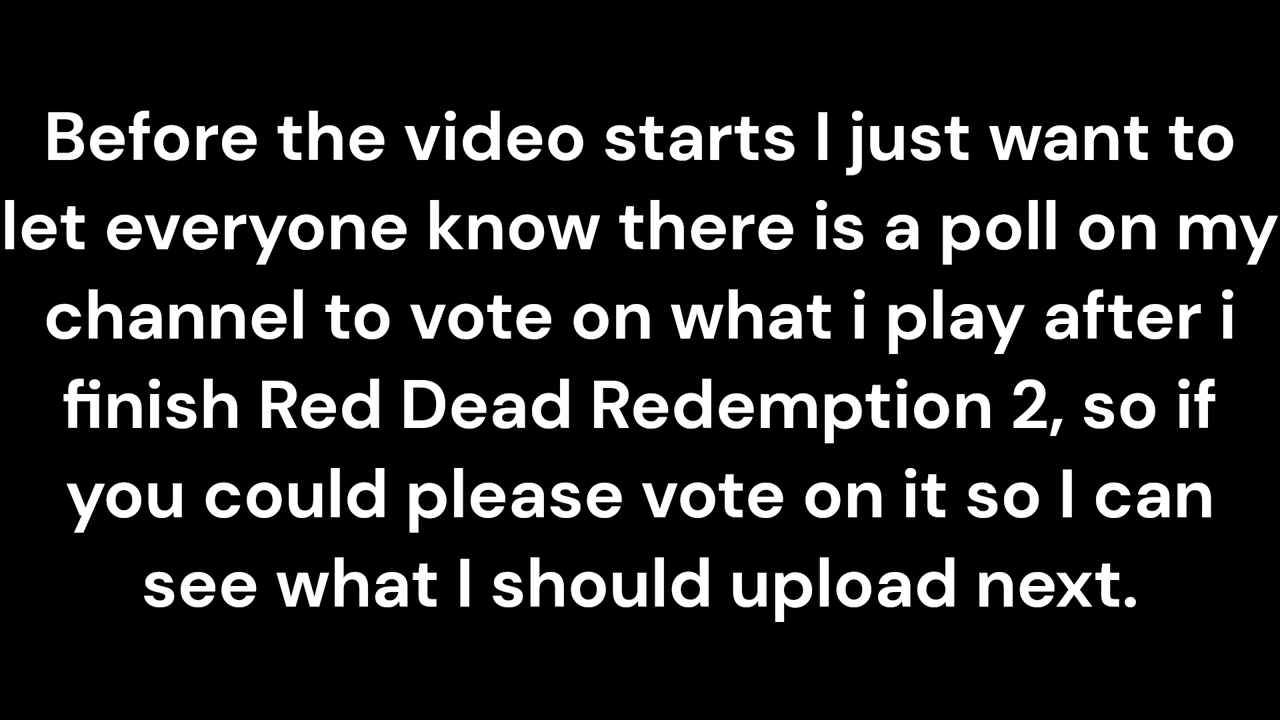 Before the video starts I just want to
let everyone know there is a poll on my
channel to vote on what i play after i
finish Red Dead Redemption 2, so if
you could please vote on it so I can
see what I should upload next.